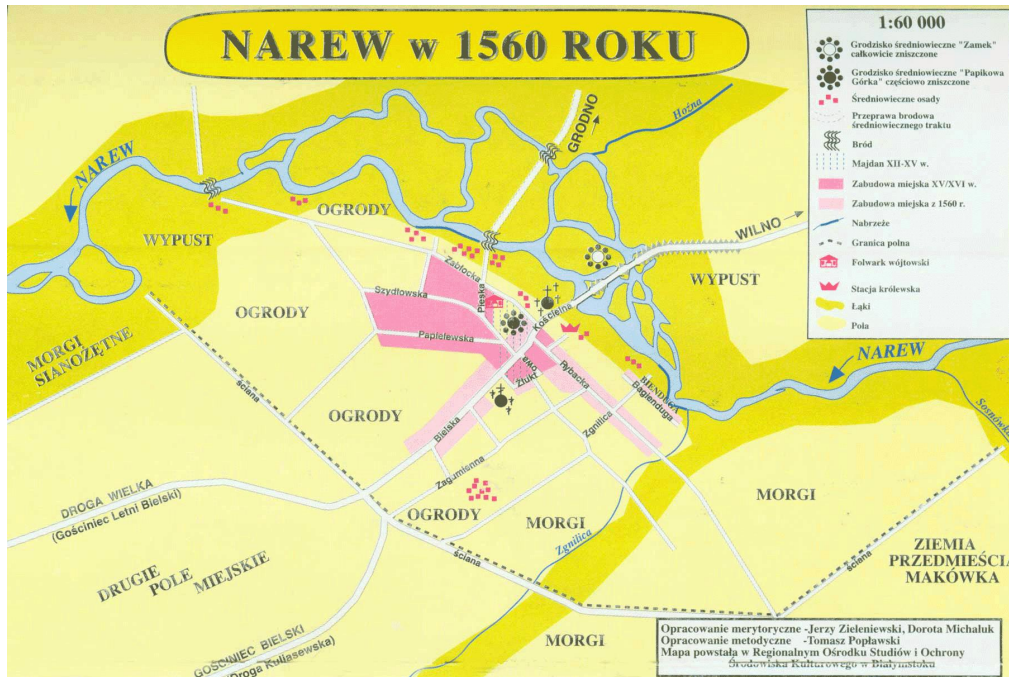 NAREW w 1560 ROKU
1:60 000
Grodzisko średniowieczne "Zamek"
całkowicie zniszczone
Grodzisko średniowieczne "Papikowa
Górka" częściowo zniszczone
Średniowieczne osady
Przeprawa brodowa
średniowiecznego traktu
Bród
Majdan XII-XV w.
Zabudowa miejska XV/XVI w.
Zabudowa miejska z 1560 r.
Nabrzeże
Granica polna
Folwark wójtowski
Stacja królewska
Łąki
Pola
NAREW
GRODNO
Hoźna
WILNO
OGRODY
WYPUST
WYPUST
Zabłocka
Szydłowska
Pieska
OGRODY
Kościelna
Papielewska
MORGI
SIANOŻĘTNE
NAREW
Rybacka
BIENDUGA
Bagienduga
Sosnówka
ściana
OGRODY
Bielska
Zgnilica
Zagumienna
DROGA WIELKA
(Gościniec Letni Bielski)
OGRODY
MORGI
MORGI
Zgnilica
ściana
ściana
ZIEMIA
PRZEDMIEŚCIA
MAKÓWKA
DRUGIE POLE MIEJSKIE
MORGI
GOŚCINIEC BIELSKI
Opracowanie merytoryczne -Jerzy Zieleniewski, Dorota Michaluk
Opracowanie metodyczne -Tomasz Popławski
Mapa powstała w Regionalnym Ośrodku Studiów i Ochrony
Środowiska Kulturowego w Białymstoku